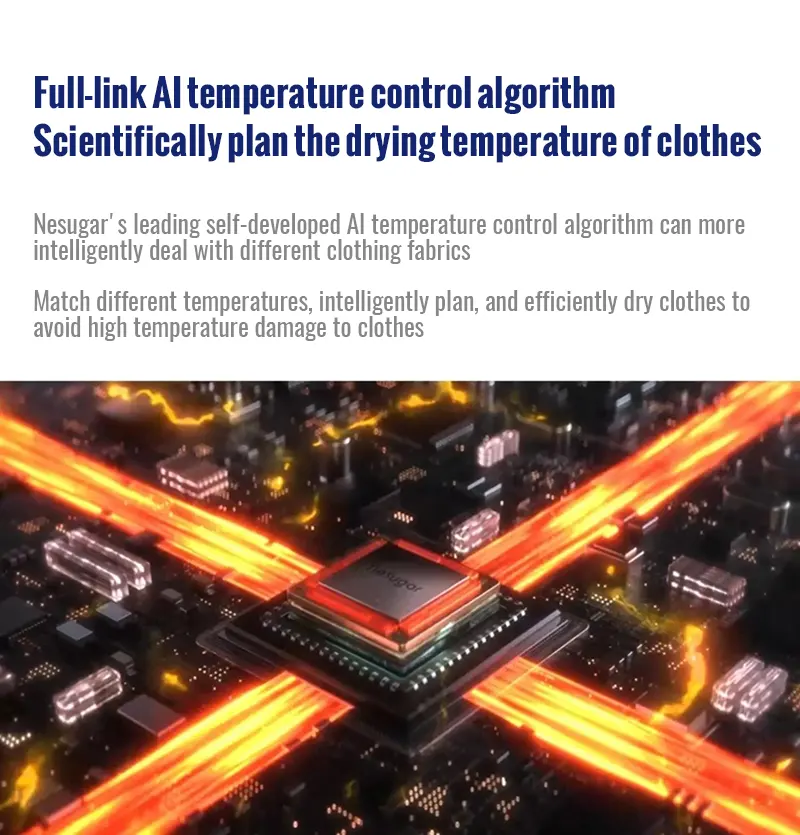 Full-link AI temperature control algorithm
Scientifically plan the drying temperature of clothes
Nesugar's leading self-developed AI temperature control algorithm can more
intelligently deal with different clothing fabrics
Match different temperatures, intelligently plan, and efficiently dry clothes to
avoid high temperature damage to clothes
nesugar